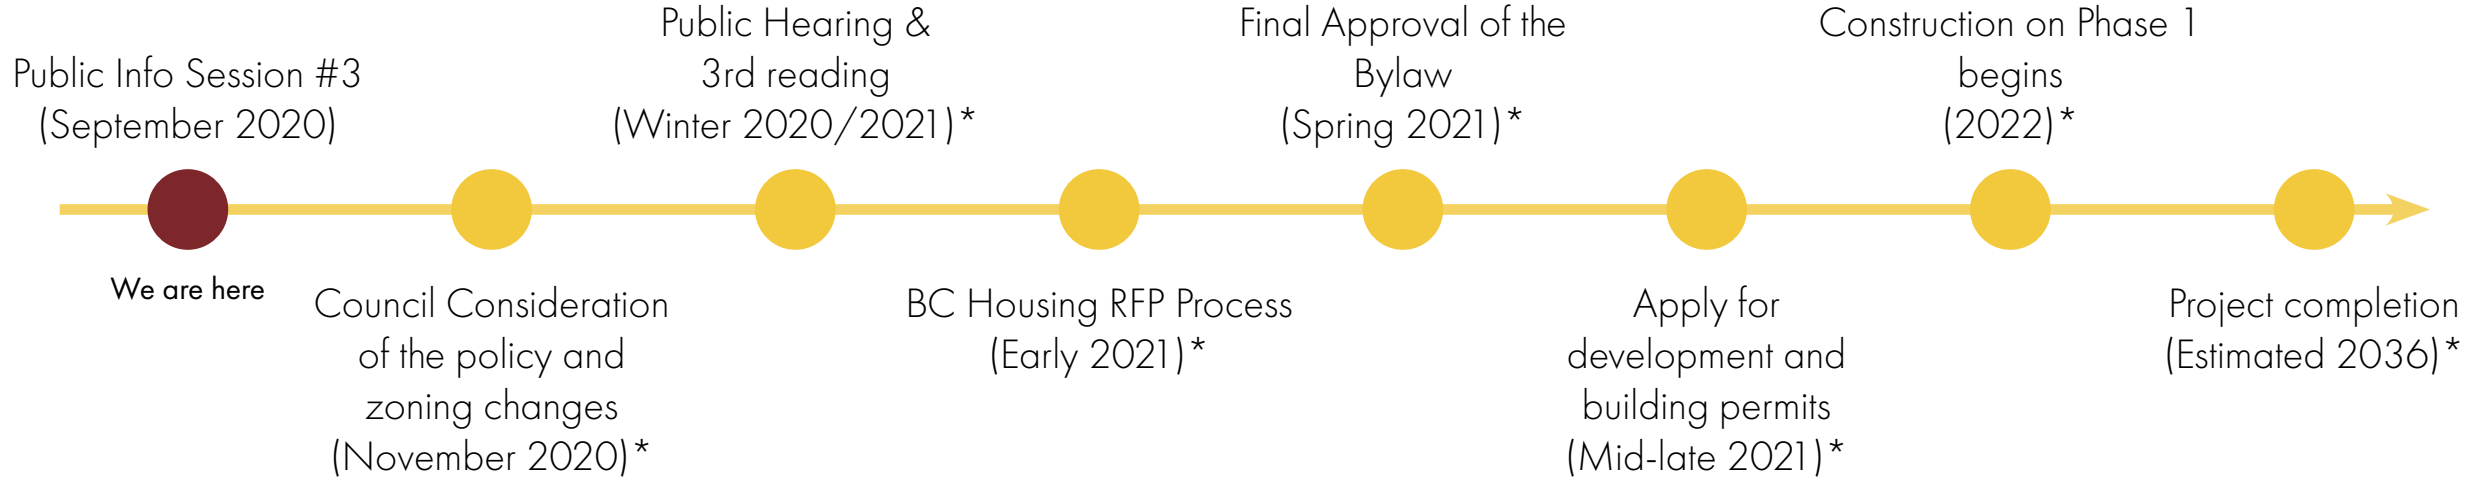 Public Info Session #3
(September 2020)
We are here
Council Consideration
of the policy and
zoning changes
(November 2020)*
Public Hearing &
3rd reading
(Winter 2020/2021)*
BC Housing RFP Process
(Early 2021)*
Final Approval of the
Bylaw
(Spring 2021)*
Apply for
development and
building permits
(Mid-late 2021)*
Construction on Phase 1
begins
(2022)*
Project completion
(Estimated 2036)*